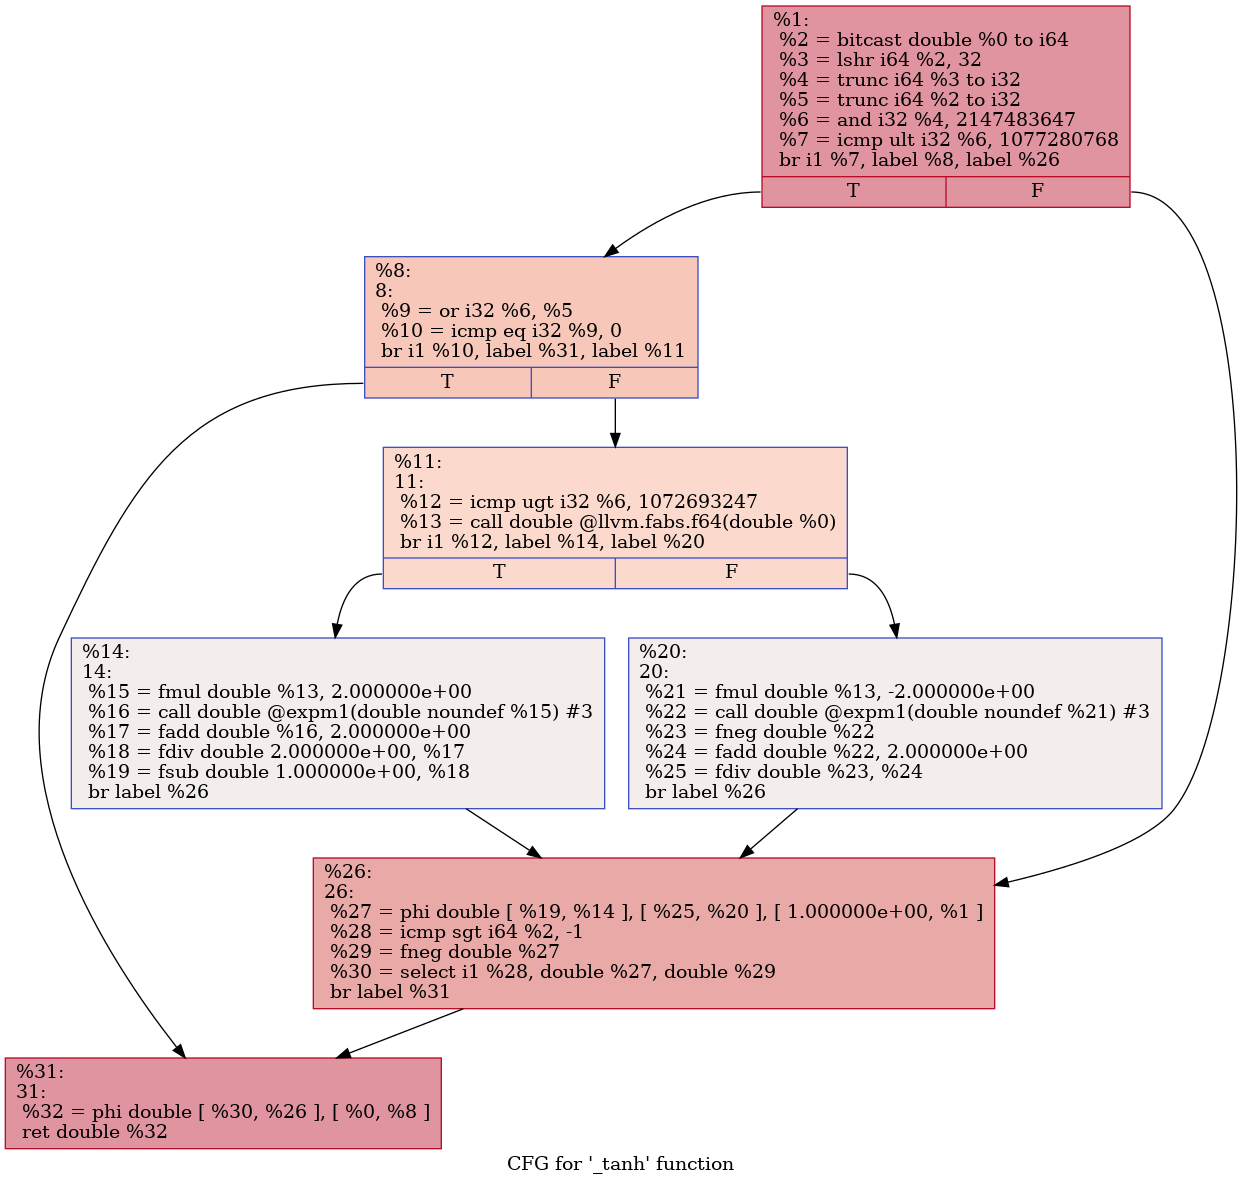 %1:
%2 = bitcast double %0 to i64
%3 = lshr i64 %2, 32
%4 = trunc i64 %3 to i32
%5 = trunc i64 %2 to i32
%6 = and i32 %4, 2147483647
%7 = icmp ult i32 %6, 1077280768
br i1 %7, label %8, label %26
T F
%8:
8:
%9 = or i32 %6, %5
%10 = icmp eq i32 %9, 0
br i1 %10, label %31, label %11
T F
%11:
11:
%12 = icmp ugt i32 %6, 1072693247
%13 = call double @llvm.fabs.f64(double %0)
br i1 %12, label %14, label %20
T F
%14:
14:
%15 = fmul double %13, 2.000000e+00
%16 = call double @expm1(double noundef %15) #3
%17 = fadd double %16, 2.000000e+00
%18 = fdiv double 2.000000e+00, %17
%19 = fsub double 1.000000e+00, %18
br label %26
%20:
20:
%21 = fmul double %13, -2.000000e+00
%22 = call double @expm1(double noundef %21) #3
%23 = fneg double %22
%24 = fadd double %22, 2.000000e+00
%25 = fdiv double %23, %24
br label %26
%26:
26:
%27 = phi double [ %19, %14 ], [ %25, %20 ], [ 1.000000e+00, %1 ]
%28 = icmp sgt i64 %2, -1
%29 = fneg double %27
%30 = select i1 %28, double %27, double %29
br label %31
%31:
31:
%32 = phi double [ %30, %26 ], [ %0, %8 ]
ret double %32
CFG for '_tanh' function